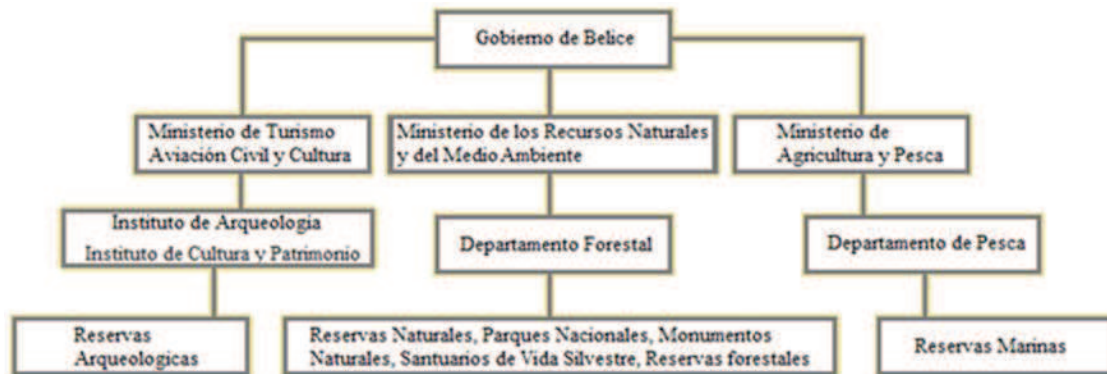 Gobierno de Belice
Ministerio de Turismo
Aviación Civil y Cultura
Ministerio de los Recursos Naturales
y del Medio Ambiente
Ministerio de
Agricultura y Pesca
Instituto de Arqueología
Instituto de Cultura y Patrimonio
Departamento Forestal
Departamento de Pesca
Reservas
Arqueologicas
Reservas Naturales, Parques Nacionales, Monumentos
Naturales, Santuarios de Vida Silvestre, Reservas forestales
Reservas Marinas